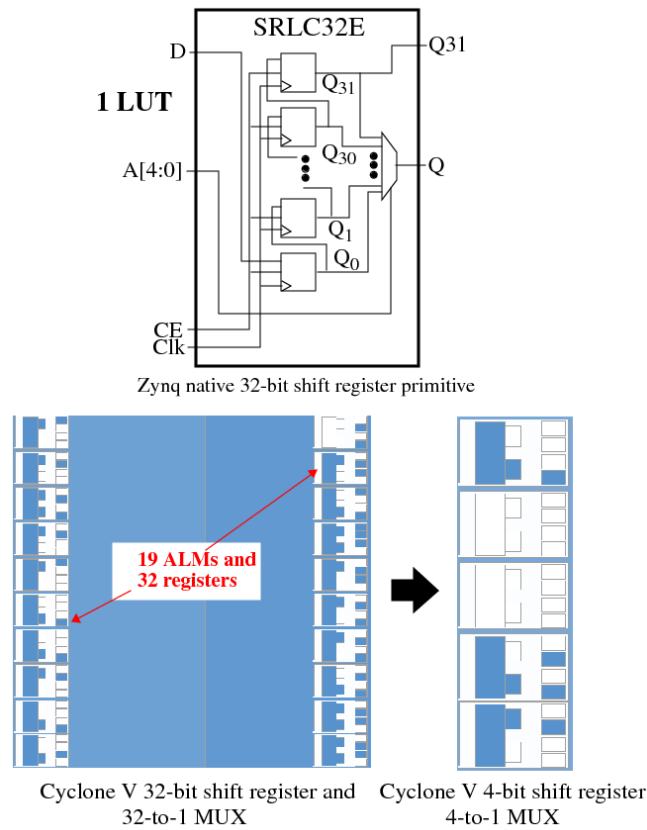 SRLC32E
D
Q31
1 LUT
Q31
Q30
A[4:0]
Q
Q1
Q0
CE
Clk
Zynq native 32-bit shift register primitive
19 ALMs and
32 registers
Cyclone V 32-bit shift register and
32-to-1 MUX
Cyclone V 4-bit shift register
4-to-1 MUX